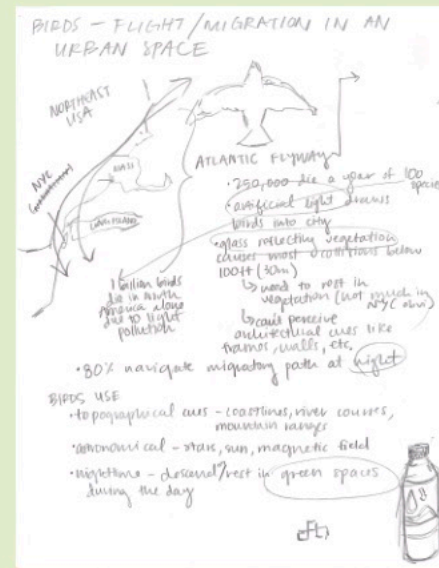 BIRDS – FLIGHT/MIGRATION IN AN
URBAN SPACE
NORTHEAST
USA
NYC
MASS
LONG ISLAND
ATLANTIC FLYWAY
• 250,000 die a year of 100
species
• artificial light draws
birds into city
• glass reflecting vegetation
causes most collisions below
100ft (30m)
↳ need to rest in
vegetation (not much in
NY
↳ can't perceive
architectural cues like
frames, walls, etc.
1 billion birds
die in North
America alone
due to light
pollution
• 80% navigate migratory path at night
BIRDS USE
• topographical cues – coastlines, river courses,
mountain ranges
• astronomical – stars, sun, magnetic field
• nighttime – descend/rest in green spaces
during the day